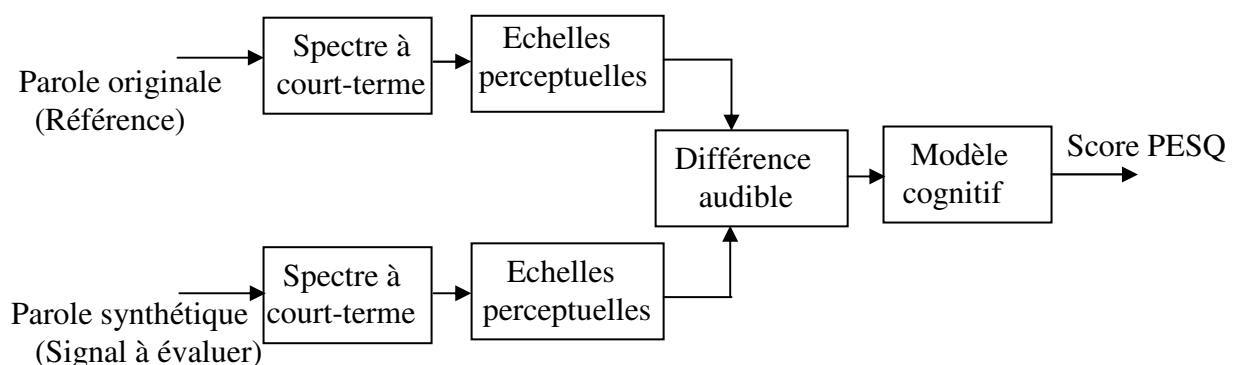 Parole originale
(Référence)
Spectre à
court-terme
Echelles
perceptuelles
Différence
audible
Modèle
cognitif
Score PESQ
Parole synthétique
(Signal à évaluer)
Spectre à
court-terme
Echelles
perceptuelles